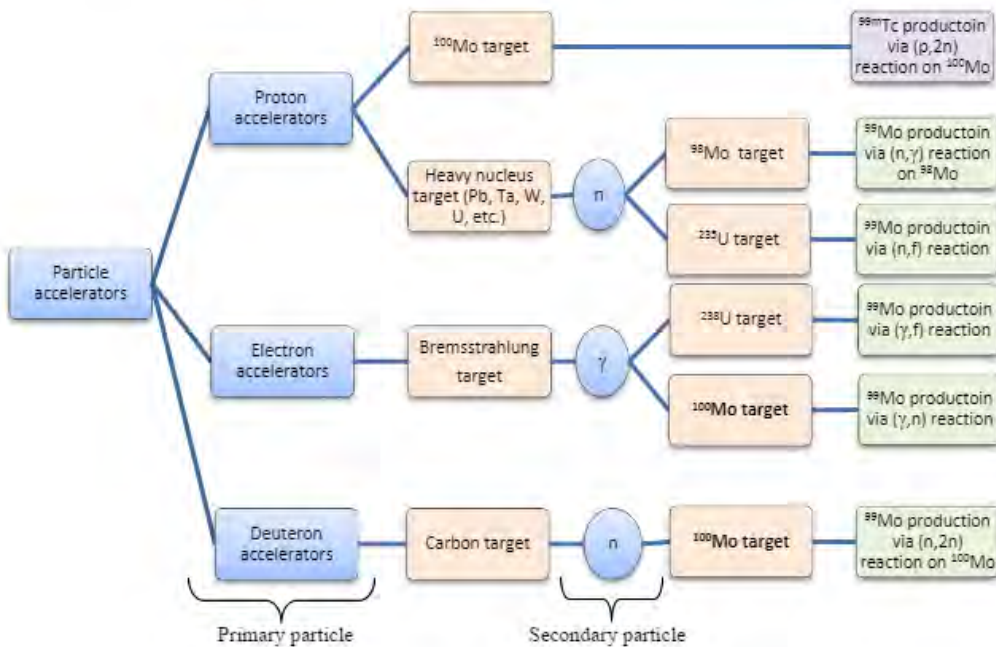 ¹⁰⁰Mo target
⁹⁹ᵐTc productoin
via (p,2n)
reaction on ¹⁰⁰Mo
Proton
accelerators
Heavy nucleus
target (Pb, Ta, W,
U, etc.)
n
⁹⁸Mo target
⁹⁹Mo productoin
via (n,γ) reaction
on ⁹⁸Mo
²³⁵U target
⁹⁹Mo productoin
via (n,f) reaction
Particle
accelerators
Electron
accelerators
Bremsstrahlung
target
γ
²³⁸U target
⁹⁹Mo productoin
via (γ,f) reaction
¹⁰⁰Mo target
⁹⁹Mo productoin
via (γ,n) reaction
Deuteron
accelerators
Carbon target
n
¹⁰⁰Mo target
⁹⁹Mo production
via (n,2n)
reaction on ¹⁰⁰Mo
Primary particle
Secondary particle